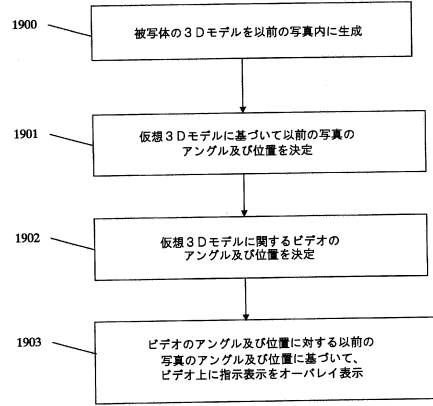 1900
被写体の3Dモデルを以前の写真内に生成
1901
仮想3Dモデルに基づいて以前の写真の
アングル及び位置を決定
1902
仮想3Dモデルに関するビデオの
アングル及び位置を決定
1903
ビデオのアングル及び位置に対する以前の
写真のアングル及び位置に基づいて、
ビデオ上に指示表示をオーバレイ表示